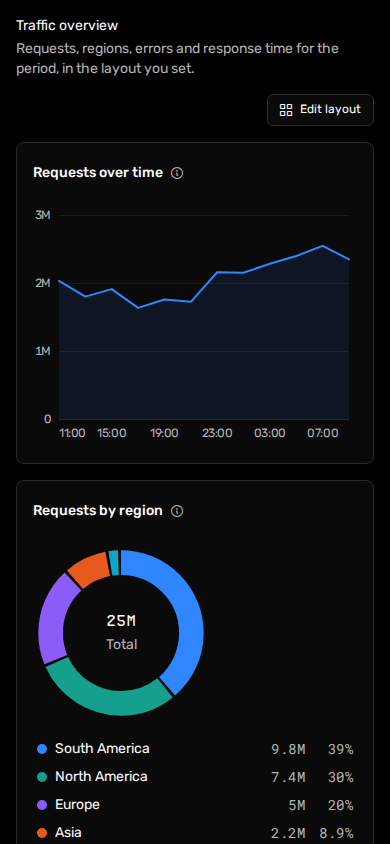 Traffic overview
Requests, regions, errors and response time for the
period, in the layout you set.
Edit layout
Requests over time
3M
2M
1M
0
11:00 15:00 19:00 23:00 03:00 07:00
Requests by region
25M
Total
South America 9.8M 39%
North America 7.4M 30%
Europe 5M 20%
Asia 2.2M 8.9%